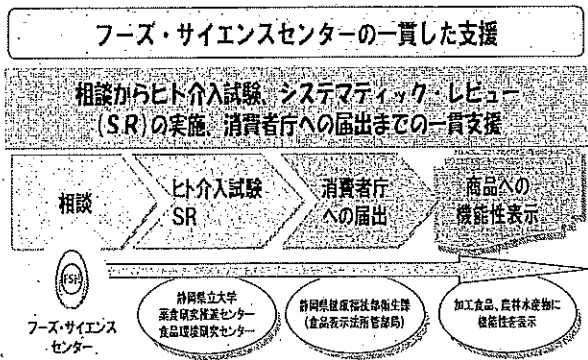 フーズ・サイエンスセンターの一貫した支援
相談からヒト介入試験、システマティック・レビュー
(SR)の実施、消費者庁への届出までの一貫支援
相談
ヒト介入試験
SR
消費者庁
への届出
商品への
機能性表示
FSH
フーズ・サイエンス
センター
静岡県立大学
薬食研究推進センター
食品環境研究センター
静岡県健康福祉部衛生課
(食品表示法所管部局)
加工食品、農林水産物に
機能性を表示